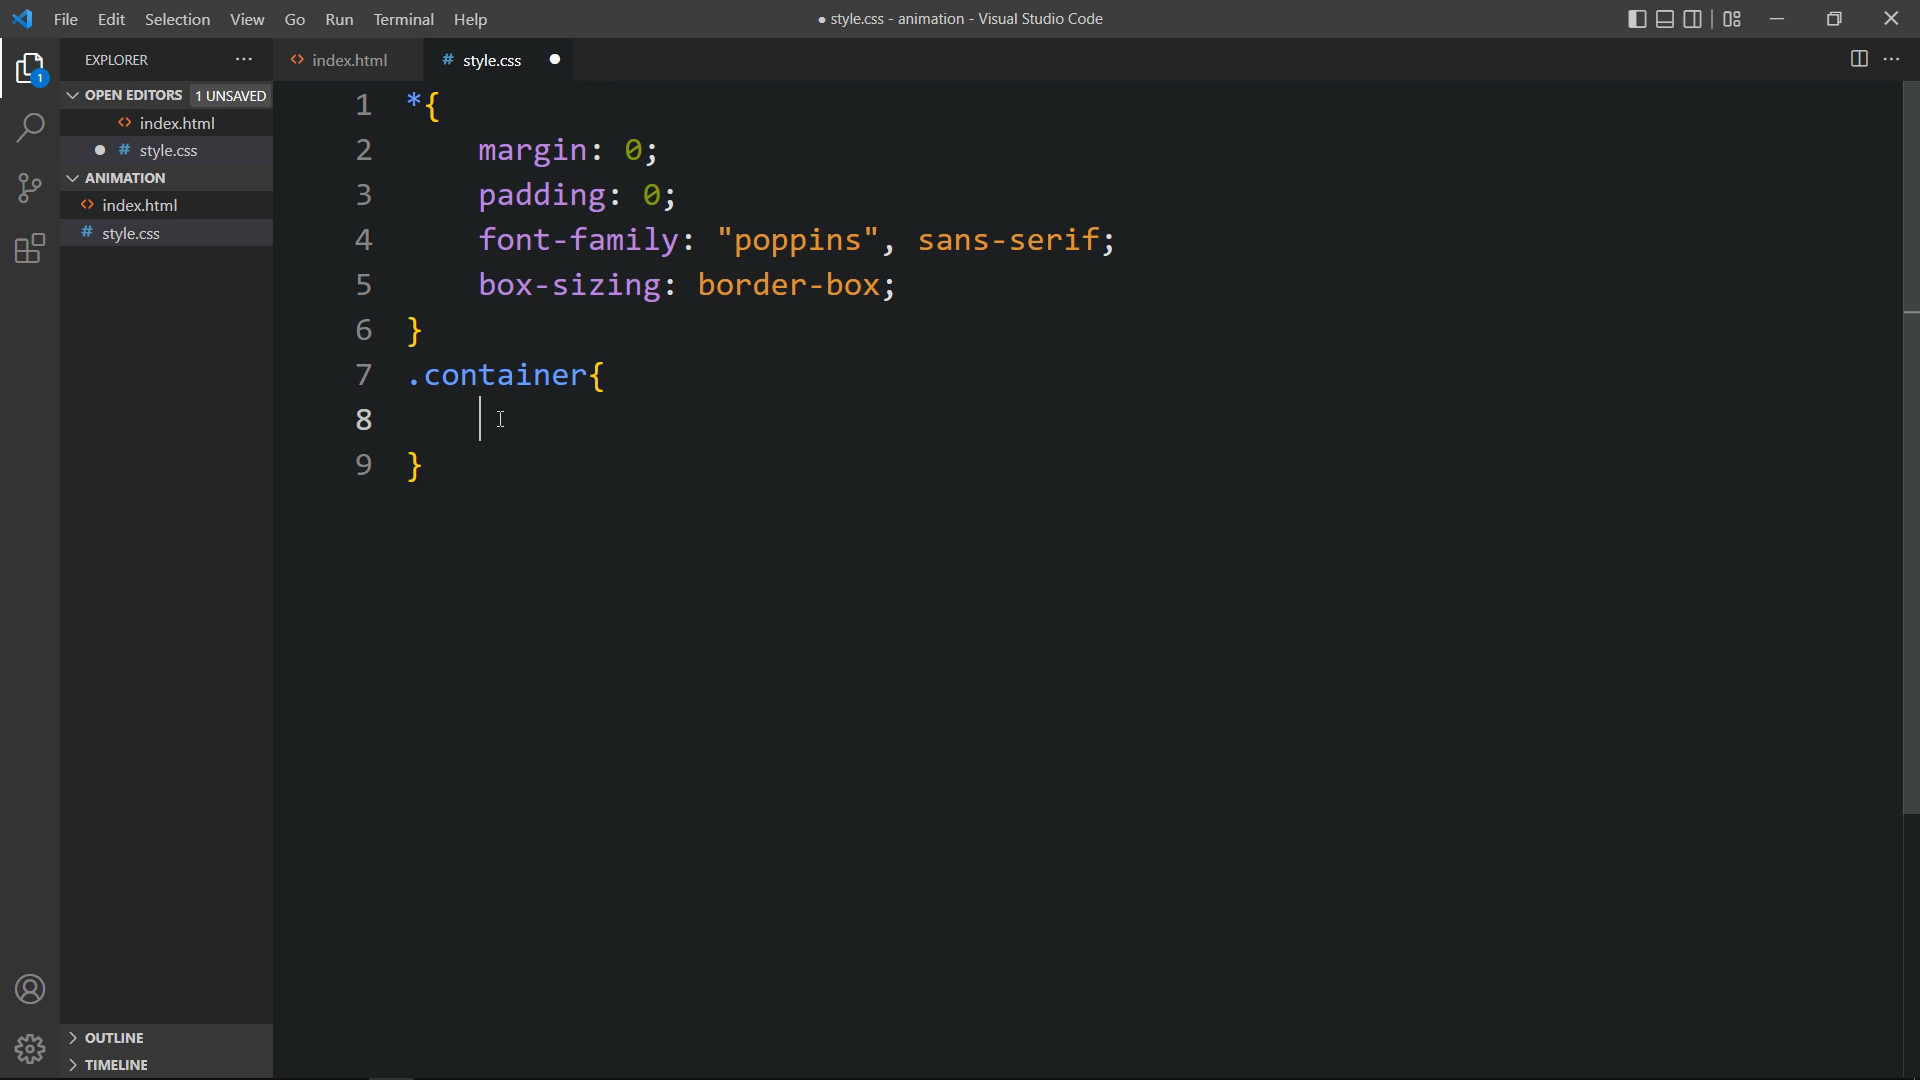 File Edit Selection View Go Run Terminal Help
● style.css - animation - Visual Studio Code
1
EXPLORER ···
OPEN EDITORS 1 UNSAVED
<> index.html
● # style.css
ANIMATION
<> index.html
# style.css
OUTLINE
TIMELINE
<> index.html
# style.css ●
1 *{
2 margin: 0;
3 padding: 0;
4 font-family: "poppins", sans-serif;
5 box-sizing: border-box;
6 }
7 .container{
8
9 }